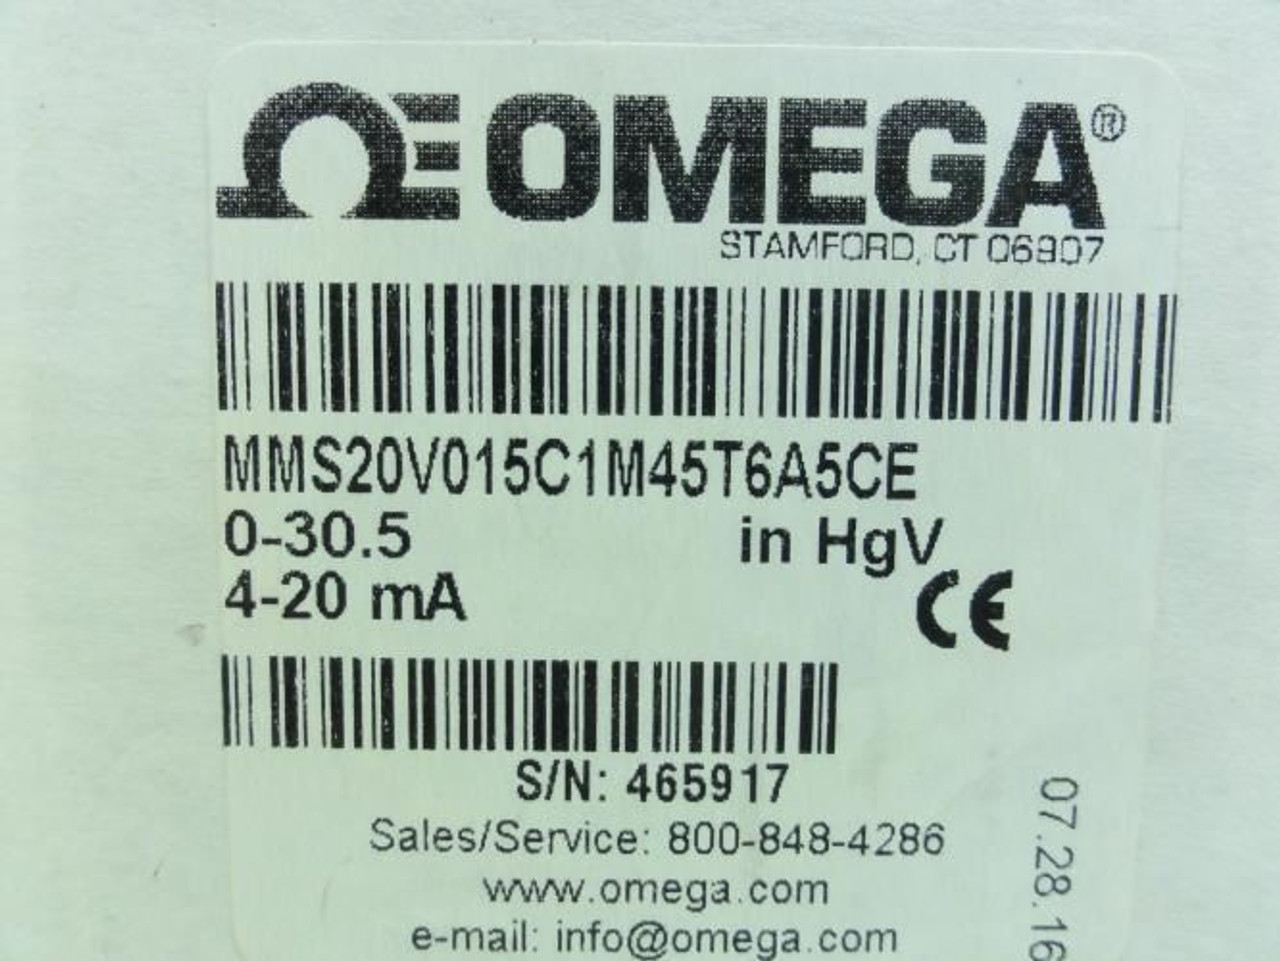 ΩE OMEGA®
STAMFORD, CT 06907
MMS20V015C1M45T6A5CE
0-30.5 in HgV
4-20 mA
CE
S/N: 465917
Sales/Service: 800-848-4286
www.omega.com
e-mail: info@omega.com
07.28.16